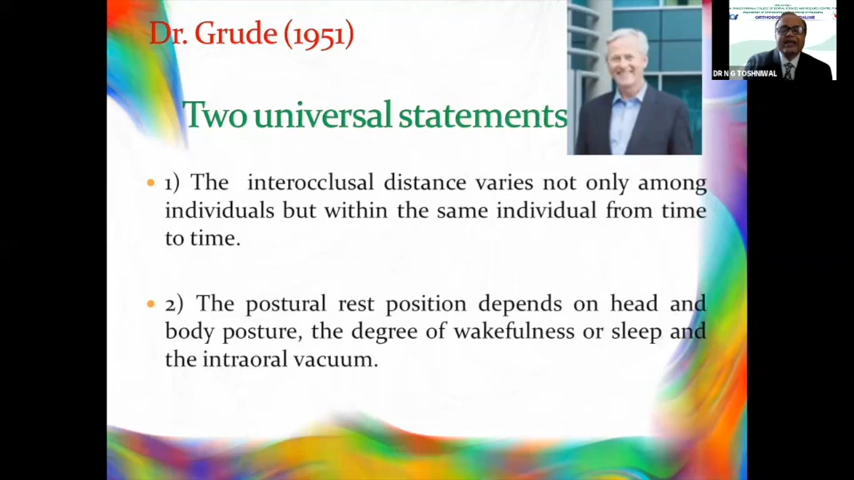 Dr. Grude (1951)
Two universal statements
1) The interocclusal distance varies not only among
individuals but within the same individual from time
to time.
2) The postural rest position depends on head and
body posture, the degree of wakefulness or sleep and
the intraoral vacuum.
DR N G TOSHNIWAL